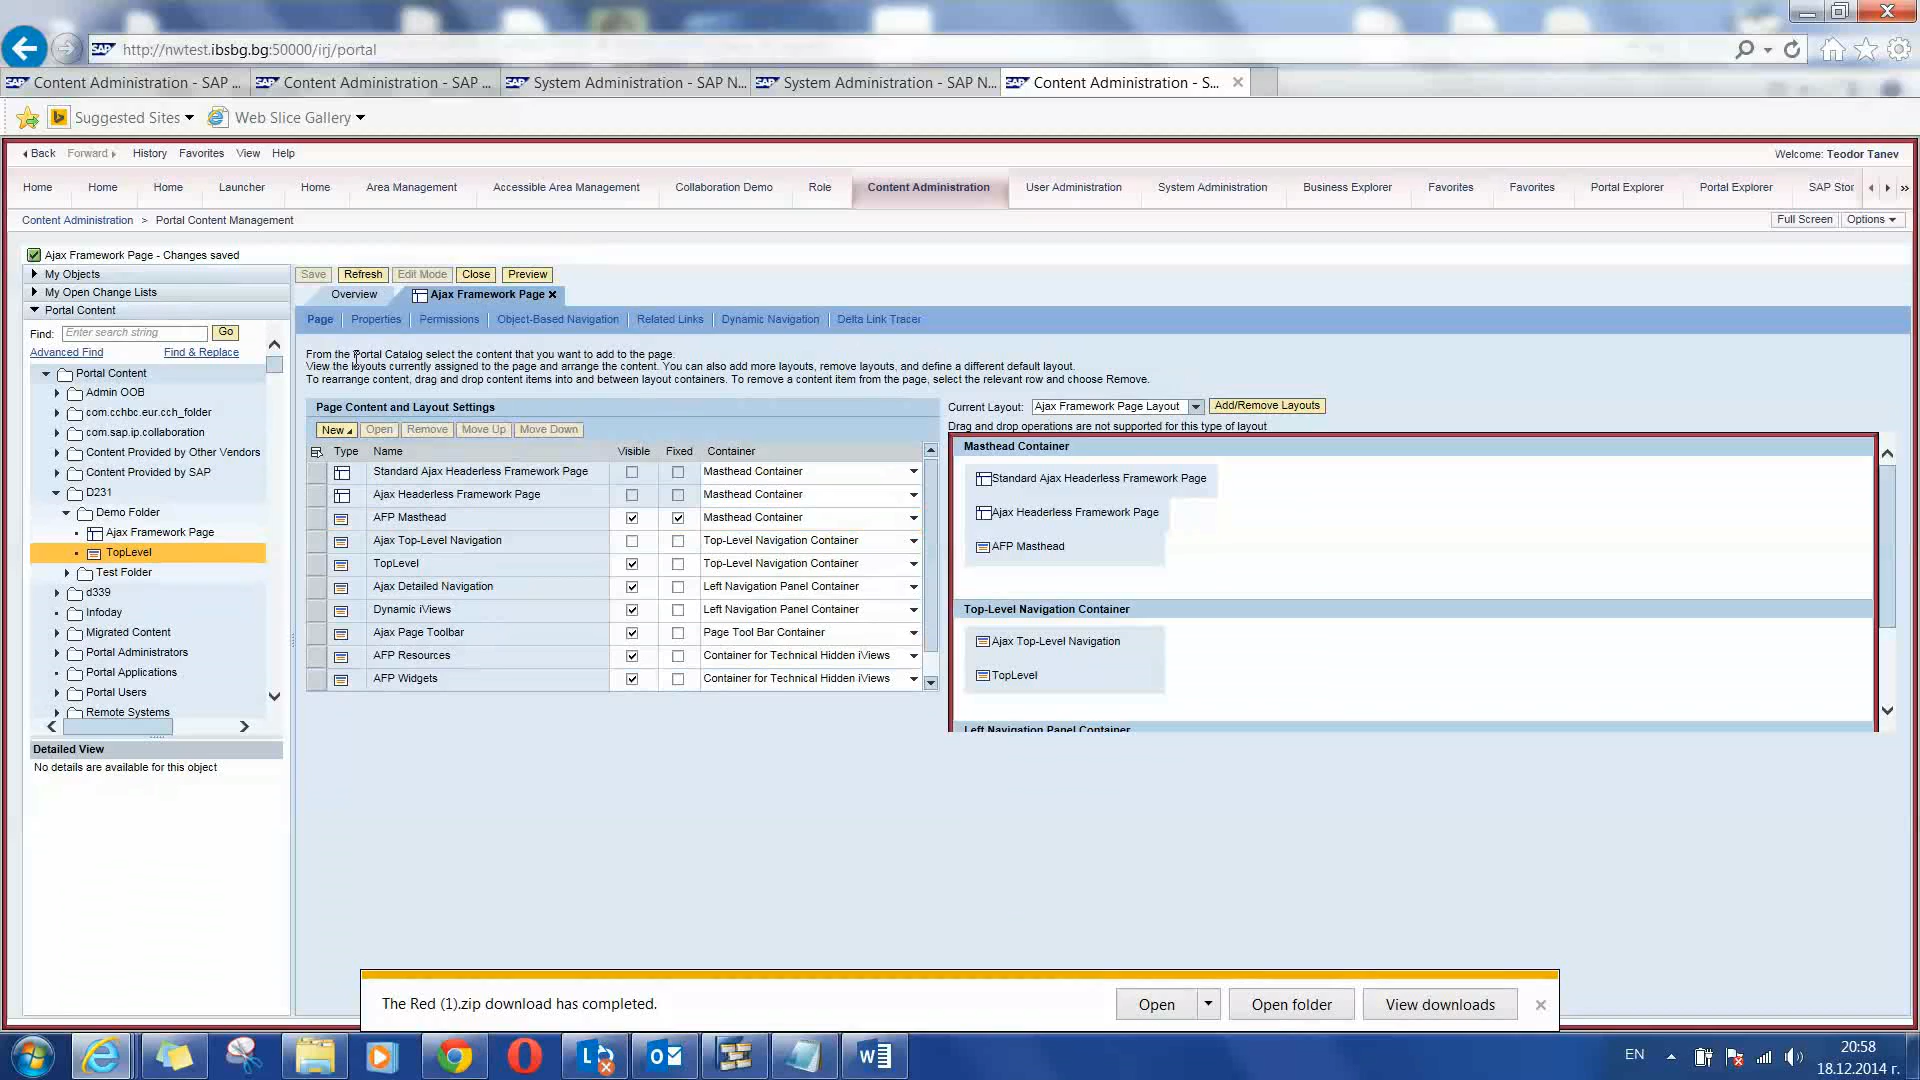 http://nwtest.ibsbg.bg:50000/irj/portal
Content Administration - SAP ...
Content Administration - SAP ...
System Administration - SAP N...
System Administration - SAP N...
Content Administration - S...
Suggested Sites
Web Slice Gallery
Back
Forward
History
Favorites
View
Help
Welcome: Teodor Tanev
Home
Home
Home
Launcher
Home
Area Management
Accessible Area Management
Collaboration Demo
Role
Content Administration
User Administration
System Administration
Business Explorer
Favorites
Favorites
Portal Explorer
Portal Explorer
SAP Stor
Content Administration > Portal Content Management
Full Screen
Options
Ajax Framework Page - Changes saved
My Objects
My Open Change Lists
Portal Content
Find: Enter search string Go
Advanced Find
Find & Replace
Portal Content
Admin OOB
com.cchbc.eur.cch_folder
com.sap.ip.collaboration
Content Provided by Other Vendors
Content Provided by SAP
D231
Demo Folder
Ajax Framework Page
TopLevel
Test Folder
d339
Infoday
Migrated Content
Portal Administrators
Portal Applications
Portal Users
Remote Systems
Detailed View
No details are available for this object
Save
Refresh
Edit Mode
Close
Preview
Overview
Ajax Framework Page
Page
Properties
Permissions
Object-Based Navigation
Related Links
Dynamic Navigation
Delta Link Tracer
From the Portal Catalog select the content that you want to add to the page.
View the layouts currently assigned to the page and arrange the content. You can also add more layouts, remove layouts, and define a different default layout.
To rearrange content, drag and drop content items into and between layout containers. To remove a content item from the page, select the relevant row and choose Remove.
Page Content and Layout Settings
New
Open
Remove
Move Up
Move Down
Type Name Visible Fixed Container
Standard Ajax Headerless Framework Page Masthead Container
Ajax Headerless Framework Page Masthead Container
AFP Masthead Masthead Container
Ajax Top-Level Navigation Top-Level Navigation Container
TopLevel Top-Level Navigation Container
Ajax Detailed Navigation Left Navigation Panel Container
Dynamic iViews Left Navigation Panel Container
Ajax Page Toolbar Page Tool Bar Container
AFP Resources Container for Technical Hidden iViews
AFP Widgets Container for Technical Hidden iViews
Current Layout: Ajax Framework Page Layout Add/Remove Layouts
Drag and drop operations are not supported for this type of layout
Masthead Container
Standard Ajax Headerless Framework Page
Ajax Headerless Framework Page
AFP Masthead
Top-Level Navigation Container
Ajax Top-Level Navigation
TopLevel
Left Navigation Panel Container
The Red (1).zip download has completed.
Open
Open folder
View downloads
EN
20:58
18.12.2014 г.